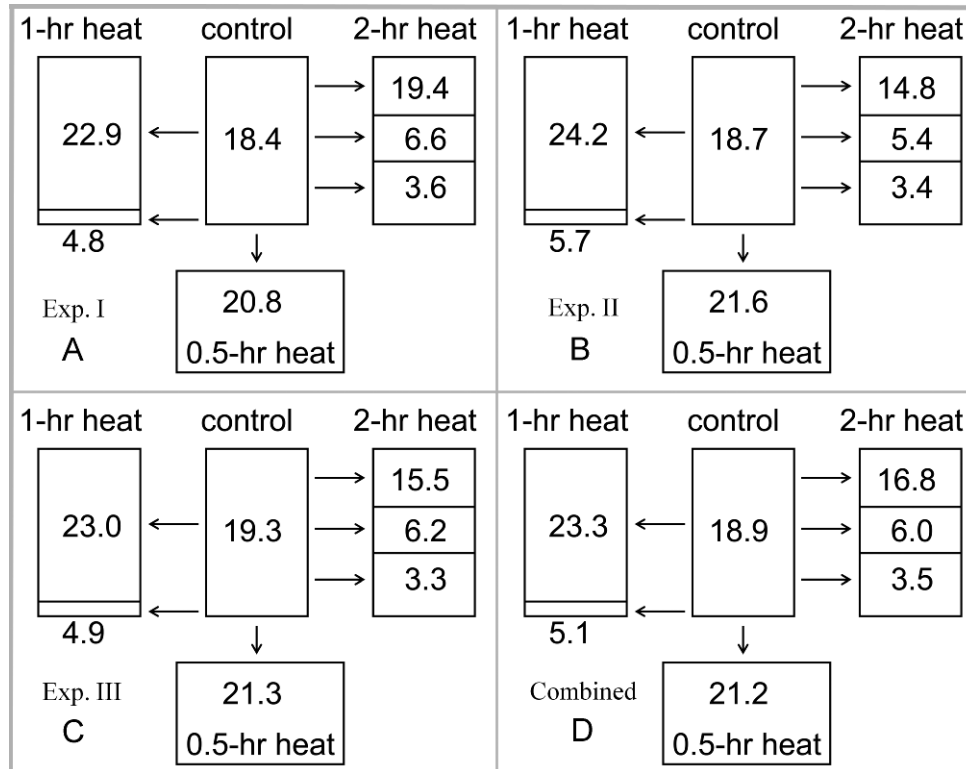 1-hr heat control 2-hr heat
19.4
22.9 18.4 6.6
3.6
4.8
20.8
Exp. I
A 0.5-hr heat
1-hr heat control 2-hr heat
14.8
24.2 18.7 5.4
3.4
5.7
21.6
Exp. II
B 0.5-hr heat
1-hr heat control 2-hr heat
15.5
23.0 19.3 6.2
3.3
4.9
21.3
Exp. III
C 0.5-hr heat
1-hr heat control 2-hr heat
16.8
23.3 18.9 6.0
3.5
5.1
21.2
Combined
D 0.5-hr heat